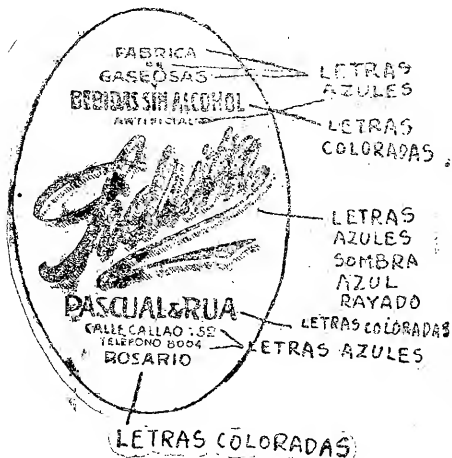 FABRICA
DE
GASEOSAS
Y
BEBIDAS SIN ALCOHOL
ARTIFICIALES
LETRAS
AZULES
LETRAS
COLORADAS.
LETRAS
AZULES
SOMBRA
AZUL
RAYADO
PASCUAL&RUA
LETRAS COLORADAS
CALLE CALLAO 152
TELEFONO 8004
LETRAS AZULES
ROSARIO
LETRAS COLORADAS